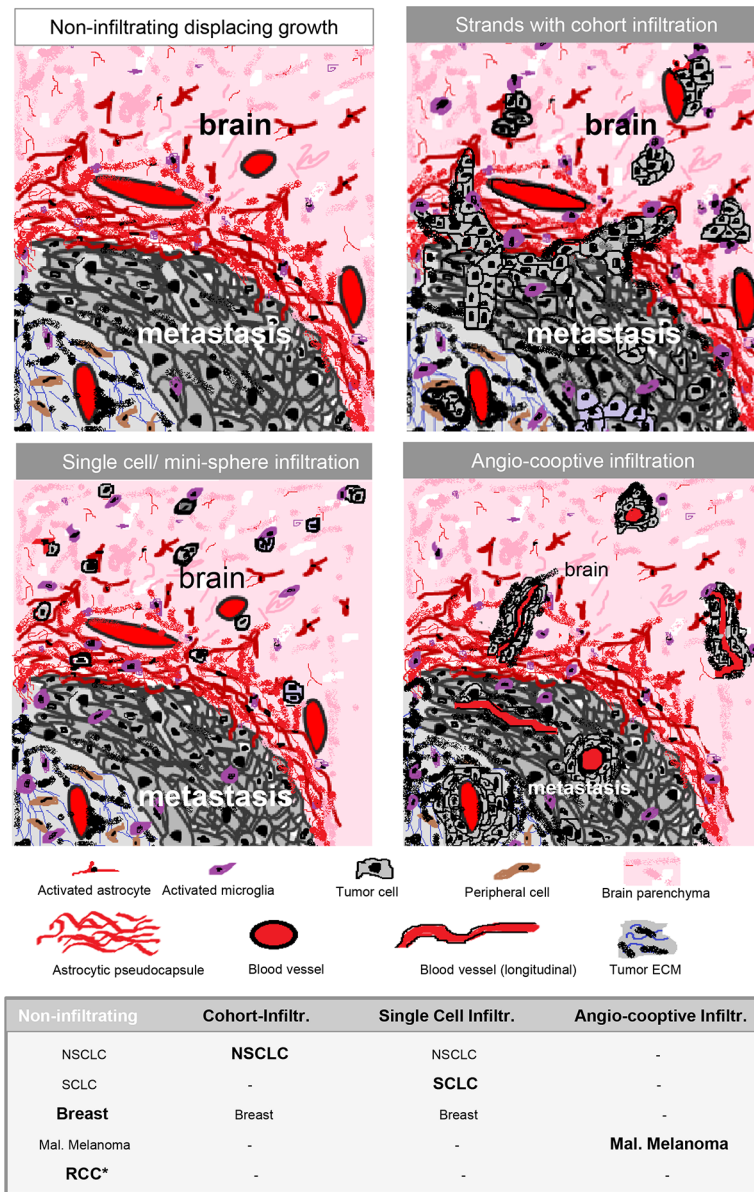 Non-infiltrating displacing growth
Strands with cohort infiltration
brain
metastasis
brain
metastasis
Single cell/ mini-sphere infiltration
Angio-cooptive infiltration
brain
metastasis
brain
metastasis
Activated astrocyte
Activated microglia
Tumor cell
Peripheral cell
Brain parenchyma
Astrocytic pseudocapsule
Blood vessel
Blood vessel (longitudinal)
Tumor ECM
Non-infiltrating Cohort-Infiltr. Single Cell Infiltr. Angio-cooptive Infiltr.
NSCLC NSCLC NSCLC -
SCLC - SCLC -
Breast Breast Breast -
Mal. Melanoma - - Mal. Melanoma
RCC* - - -